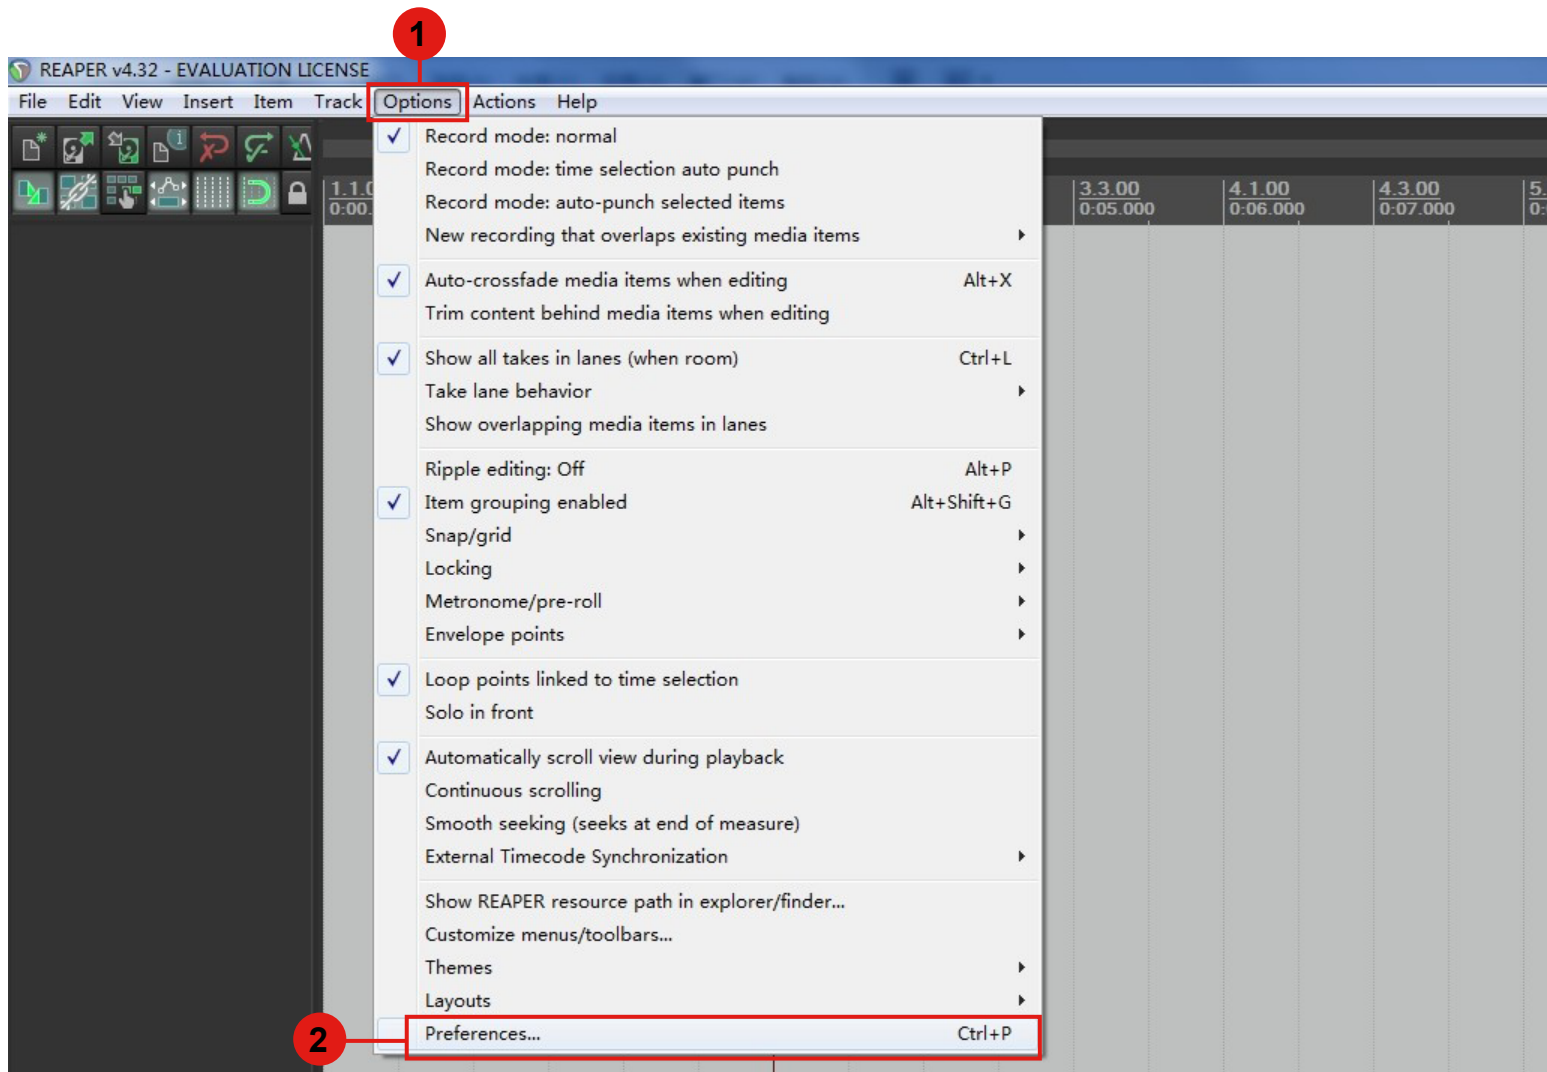 1
REAPER v4.32 - EVALUATION LICENSE
File Edit View Insert Item Track Options Actions Help
Record mode: normal
Record mode: time selection auto punch
Record mode: auto-punch selected items
New recording that overlaps existing media items
Auto-crossfade media items when editing Alt+X
Trim content behind media items when editing
Show all takes in lanes (when room) Ctrl+L
Take lane behavior
Show overlapping media items in lanes
Ripple editing: Off Alt+P
Item grouping enabled Alt+Shift+G
Snap/grid
Locking
Metronome/pre-roll
Envelope points
Loop points linked to time selection
Solo in front
Automatically scroll view during playback
Continuous scrolling
Smooth seeking (seeks at end of measure)
External Timecode Synchronization
Show REAPER resource path in explorer/finder...
Customize menus/toolbars...
Themes
Layouts
2 Preferences... Ctrl+P
3.3.00 4.1.00 4.3.00
0:05.000 0:06.000 0:07.000